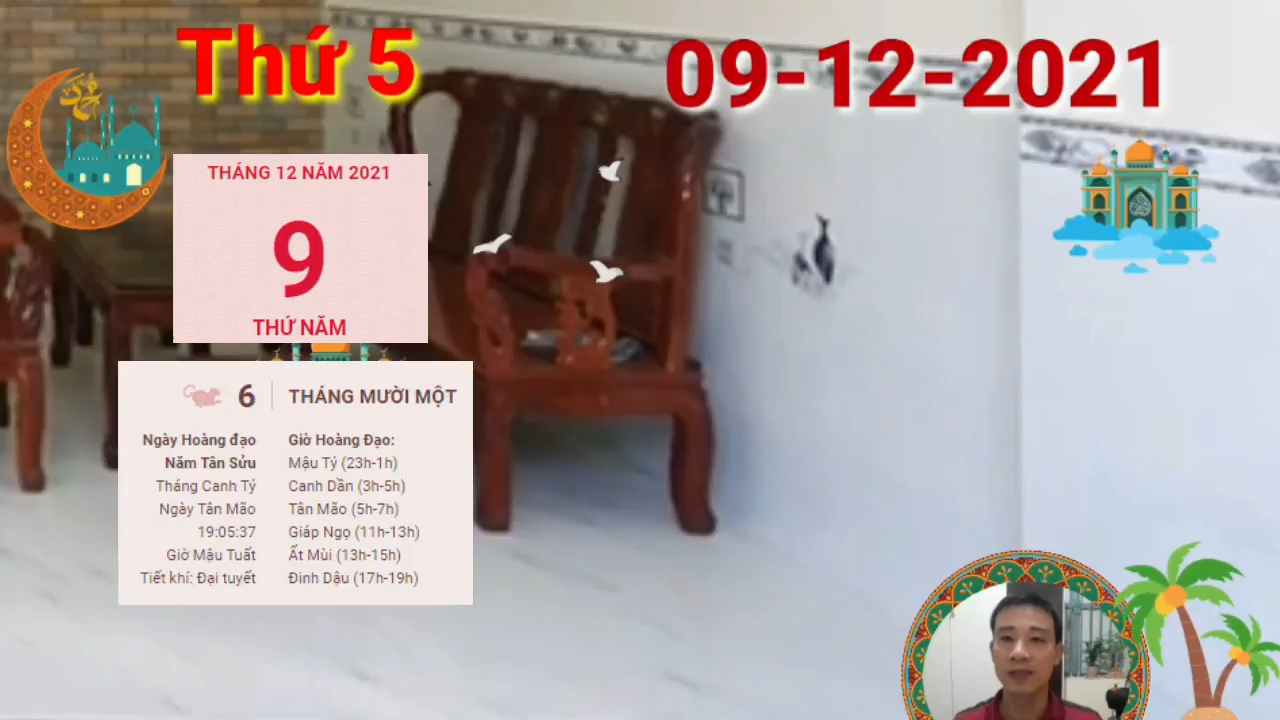 Thứ 5
09-12-2021
THÁNG 12 NĂM 2021
9
THỨ NĂM
6
THÁNG MƯỜI MỘT
Ngày Hoàng đạo
Năm Tân Sửu
Tháng Canh Tý
Ngày Tân Mão
19:05:37
Giờ Mậu Tuất
Tiết khí: Đại tuyết
Giờ Hoàng Đạo:
Mậu Tý (23h-1h)
Canh Dần (3h-5h)
Tân Mão (5h-7h)
Giáp Ngọ (11h-13h)
Ất Mùi (13h-15h)
Đinh Dậu (17h-19h)